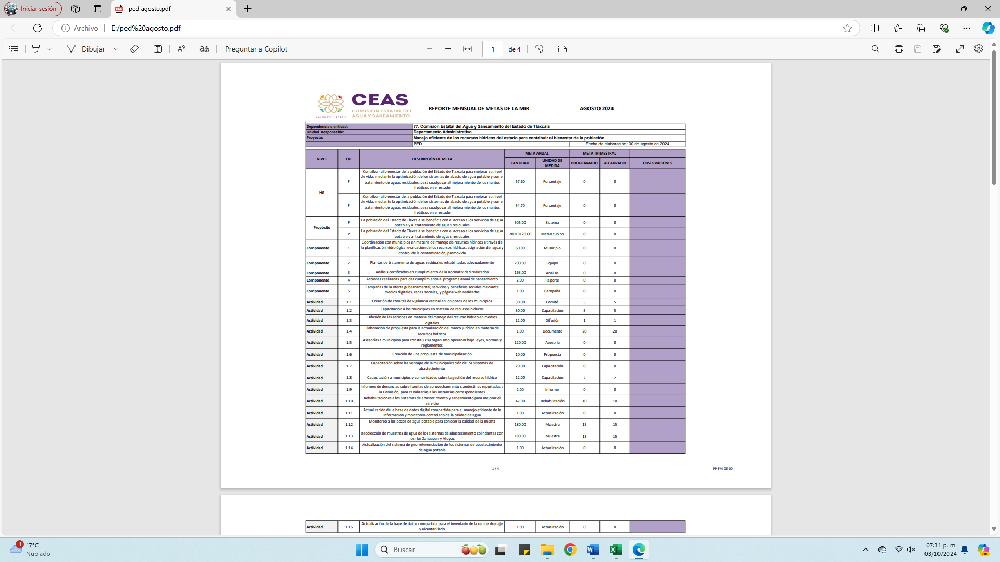 Iniciar sesión
ped agosto.pdf
Archivo
E:/ped%20agosto.pdf
Dibujar
Preguntar a Copilot
1 de 4
CEAS
COMISIÓN ESTATAL DEL
AGUA Y SANEAMIENTO
UNA NUEVA HISTORIA
REPORTE MENSUAL DE METAS DE LA MIR
AGOSTO 2024
Dependencia o entidad: 77. Comisión Estatal del Agua y Saneamiento del Estado de Tlaxcala
Unidad Responsable: Departamento Administrativo
Proyecto: Manejo eficiente de los recursos hídricos del estado para contribuir al bienestar de la población
PED Fecha de elaboración: 30 de agosto de 2024
META ANUAL META TRIMESTRAL
NIVEL OP DESCRIPCIÓN DE META CANTIDAD UNIDAD DE PROGRAMADO ALCANZADO OBSERVACIONES
MEDIDA
Contribuir al bienestar de la población del Estado de Tlaxcala para mejorar su nivel
de vida, mediante la optimización de los sistemas de abasto de agua potable y con el
F tratamiento de aguas residuales, para coadyuvar al mejoramiento de los mantos 57.60 Porcentaje 0 0
freáticos en el estado
Fin
Contribuir al bienestar de la población del Estado de Tlaxcala para mejorar su nivel
de vida, mediante la optimización de los sistemas de abasto de agua potable y con el
F tratamiento de aguas residuales, para coadyuvar al mejoramiento de los mantos 54.70 Porcentaje 0 0
freáticos en el estado
Propósito
P La población del Estado de Tlaxcala se beneficia con el acceso a los servicios de agua 505.00 Sistema 0 0
potable y al tratamiento de aguas residuales
P La población del Estado de Tlaxcala se beneficia con el acceso a los servicios de agua 28919120.00 Metro cúbico 0 0
potable y al tratamiento de aguas residuales
Coordinación con municipios en materia de manejo de recursos hídricos a través de
Componente 1 la planificación hidrológica, evaluación de los recursos hídricos, asignación del agua y 60.00 Municipio 0 0
control de la contaminación, promovida
Componente 2 Plantas de tratamiento de aguas residuales rehabilitadas adecuadamente 200.00 Equipo 0 0
Componente 3 Análisis certificados en cumplimiento de la normatividad realizados 163.00 Análisis 0 0
Componente 4 Acciones realizadas para dar cumplimiento al programa anual de saneamiento 2.00 Reporte 0 0
Componente 5 Campañas de la oferta gubernamental, servicios y beneficios sociales mediante 1.00 Campaña 0 0
medios digitales, redes sociales, y página web realizadas
Actividad 1.1 Creación de comités de vigilancia vecinal en los pozos de los municipios 30.00 Comité 5 5
Actividad 1.2 Capacitación a los municipios en materia de recursos hídricos 30.00 Capacitación 5 5
Actividad 1.3 Difusión de las acciones en materia del manejo del recurso hídrico en medios 12.00 Difusión 1 1
digitales
Actividad 1.4 Elaboración de propuesta para la actualización del marco jurídico en materia de 1.00 Documento 20 20
recursos hídricos
Actividad 1.5 Asesorías a municipios para constituir su organismo operador bajo leyes, normas y 120.00 Asesoría 0 0
reglamentos
Actividad 1.6 Creación de una propuesta de municipalización 10.00 Propuesta 0 0
Actividad 1.7 Capacitación sobre las ventajas de la municipalización de los sistemas de 20.00 Capacitación 0 0
abastecimiento
Actividad 1.8 Capacitación a municipios y comunidades sobre la gestión del recurso hídrico 12.00 Capacitación 2 2
Actividad 1.9 Informes de denuncias sobre fuentes de aprovechamiento clandestinas reportadas a 2.00 Informe 0 0
la Comisión, para canalizarlas a las instancias correspondientes
Actividad 1.10 Rehabilitaciones a los sistemas de abastecimiento y saneamiento para mejorar el 47.00 Rehabilitación 10 10
servicio
Actividad 1.11 Actualización de la base de datos digital compartida para el manejo eficiente de la 1.00 Actualización 0 0
información y monitoreo controlado de la calidad de agua
Actividad 1.12 Monitoreo a los pozos de agua potable para conocer la calidad de la misma 180.00 Muestra 15 15
Actividad 1.13 Recolección de muestras de agua de los sistemas de abastecimiento colindantes con 180.00 Muestra 15 15
los ríos Zahuapan y Atoyac
Actividad 1.14 Actualización del sistema de georreferenciación de los sistemas de abastecimiento 1.00 Actualización 0 0
de agua potable
1 / 4
PP-FM-0E-00
Actividad 1.15 Actualización de la base de datos compartida para el inventario de la red de drenaje 1.00 Actualización 0 0
y alcantarillado
1
17°C
Nublado
Buscar
07:31 p. m.
03/10/2024
PRE